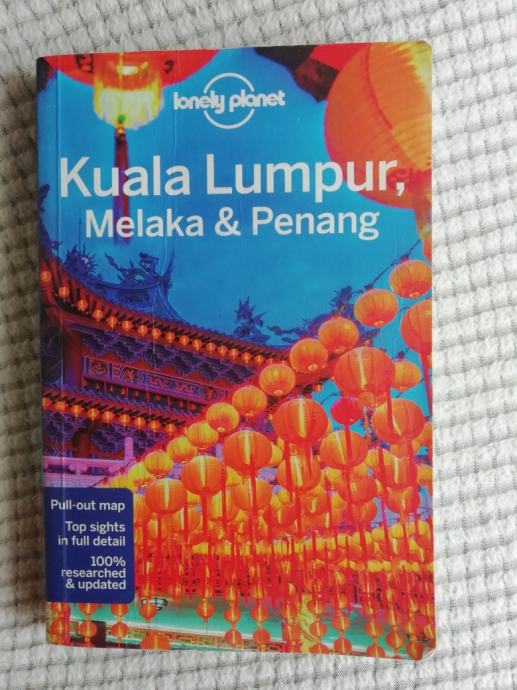 lonely planet
Kuala Lumpur,
Melaka & Penang
Pull-out map
Top sights
in full detail
100%
researched
& updated